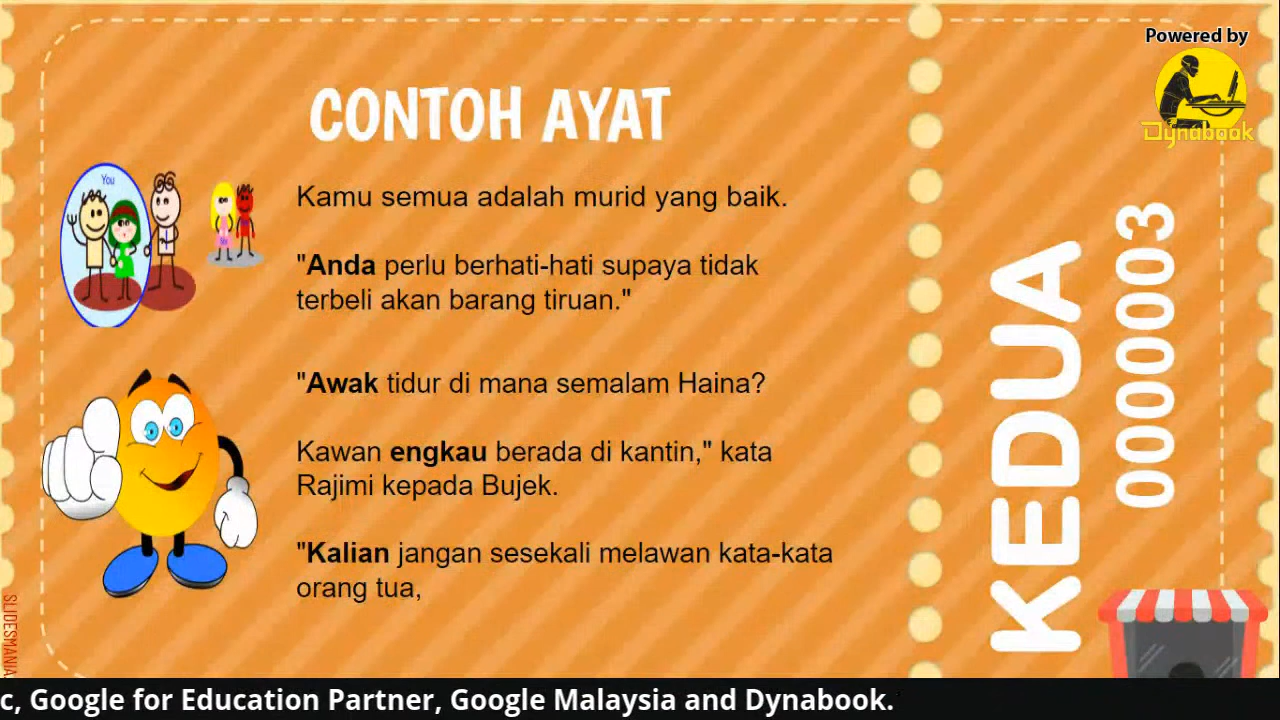 Powered by
Dynabook
CONTOH AYAT
You
Kamu semua adalah murid yang baik.
"Anda perlu berhati-hati supaya tidak
terbeli akan barang tiruan."
"Awak tidur di mana semalam Haina?
Kawan engkau berada di kantin," kata
Rajimi kepada Bujek.
"Kalian jangan sesekali melawan kata-kata
orang tua,
KEDUA
0000003
SLIDESMANIA
c, Google for Education Partner, Google Malaysia and Dynabook.